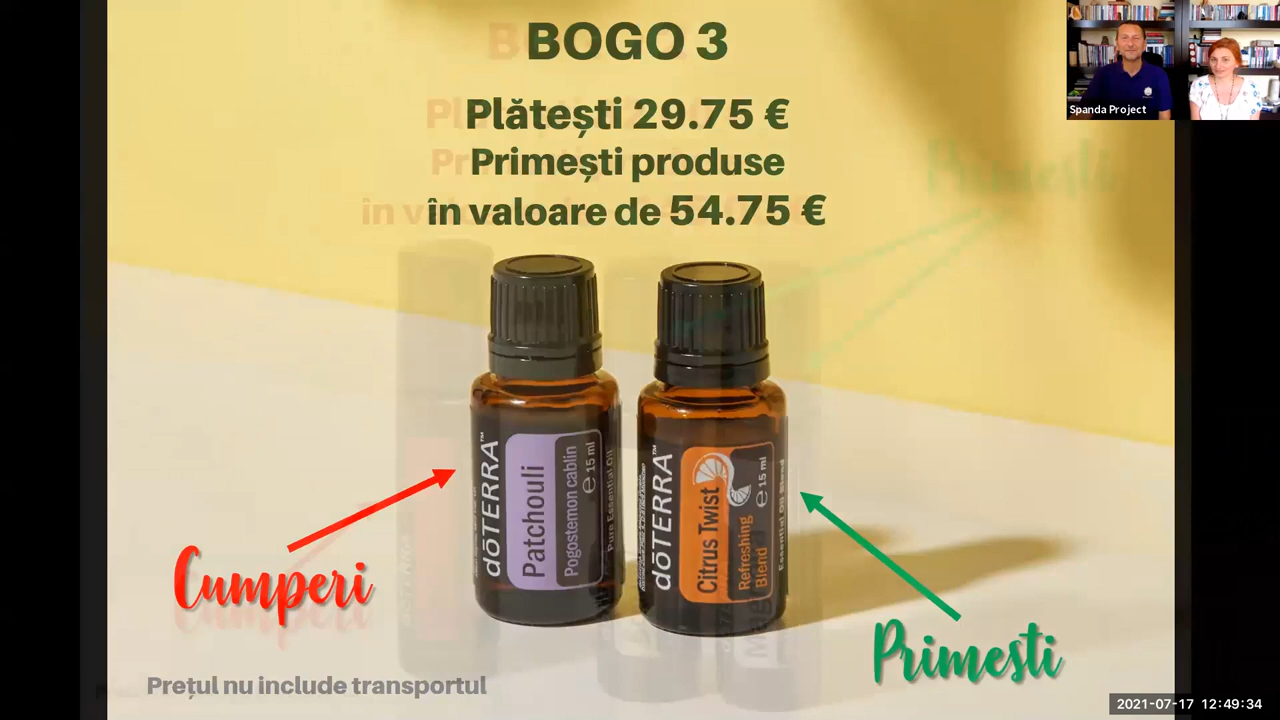 BOGO 3
Plătești 29.75 €
Primești produse
în valoare de 54.75 €
Spanda Project
dōTERRA™
Patchouli
Pogostemon cablin
℮ 15 ml
Pure Essential Oil
dōTERRA™
Citrus Twist
Refreshing
Blend
℮ 15 ml
Essential Oil Blend
Cumperi
Primesti
Prețul nu include transportul
2021-07-17 12:49:34